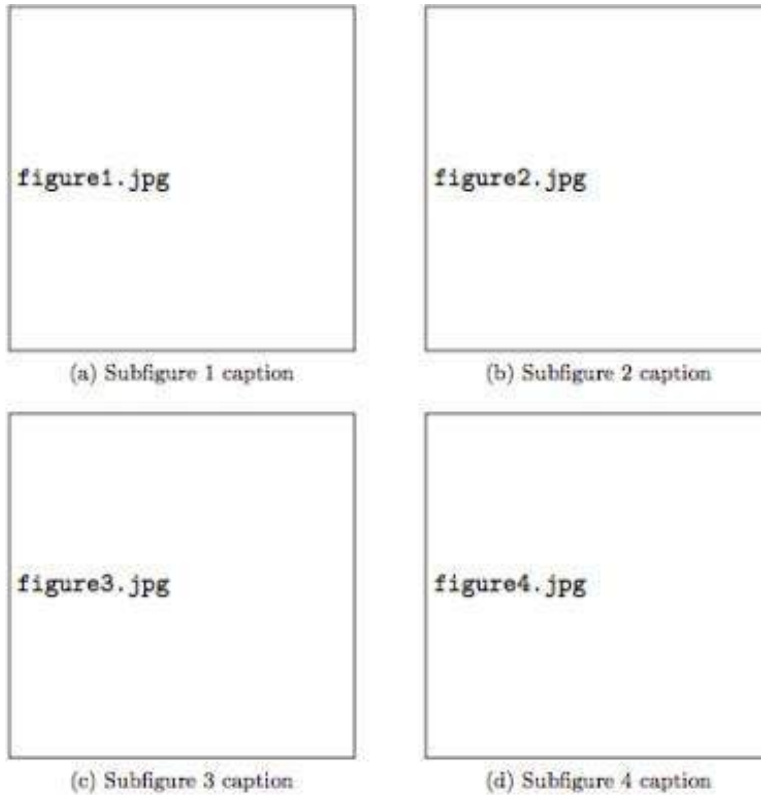 figure1.jpg
figure2.jpg
(a) Subfigure 1 caption
(b) Subfigure 2 caption
figure3.jpg
figure4.jpg
(c) Subfigure 3 caption
(d) Subfigure 4 caption